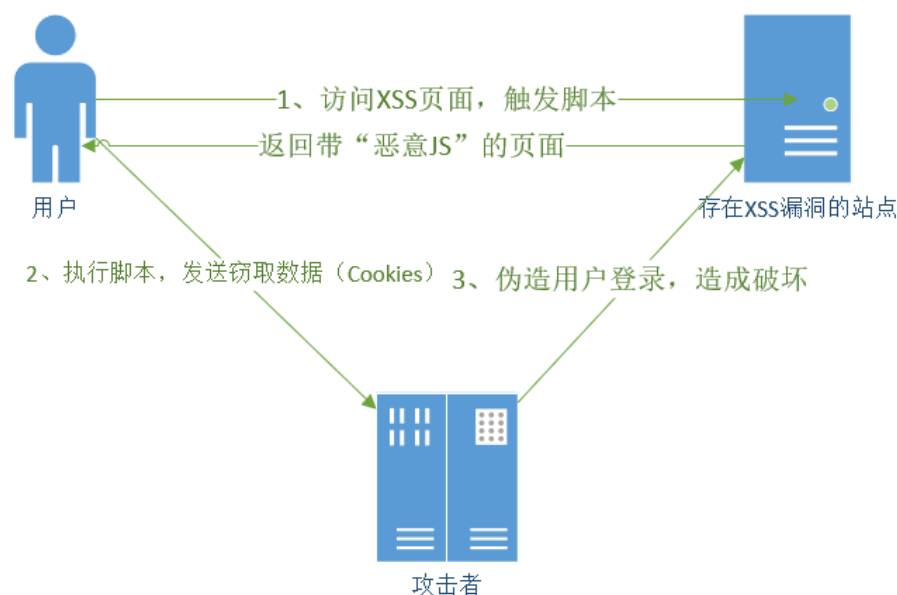 1、访问XSS页面，触发脚本
返回带“恶意JS”的页面
用户
存在XSS漏洞的站点
2、执行脚本，发送窃取数据（Cookies）
3、伪造用户登录，造成破坏
攻击者